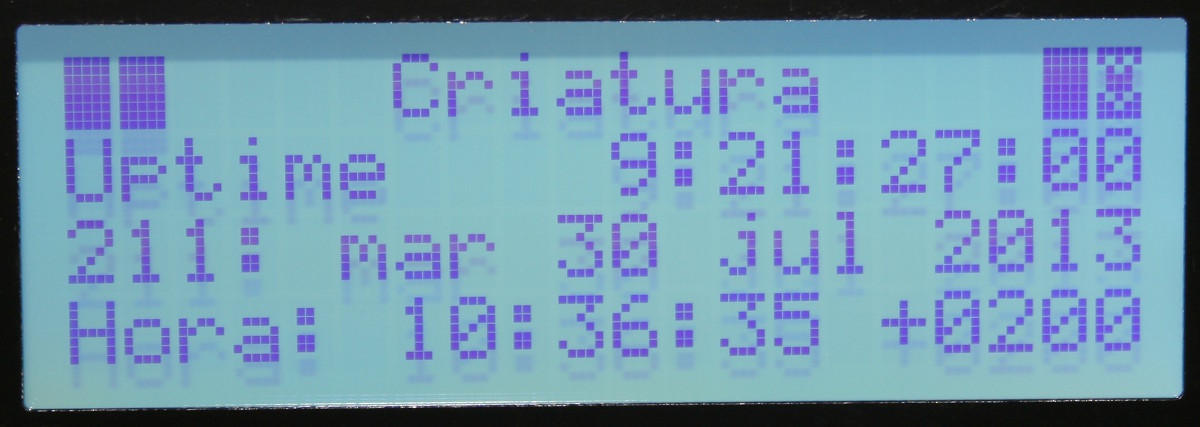 Criatura
Uptime 9:21:27:00
211: mar 30 jul 2013
Hora: 10:36:35 +0200